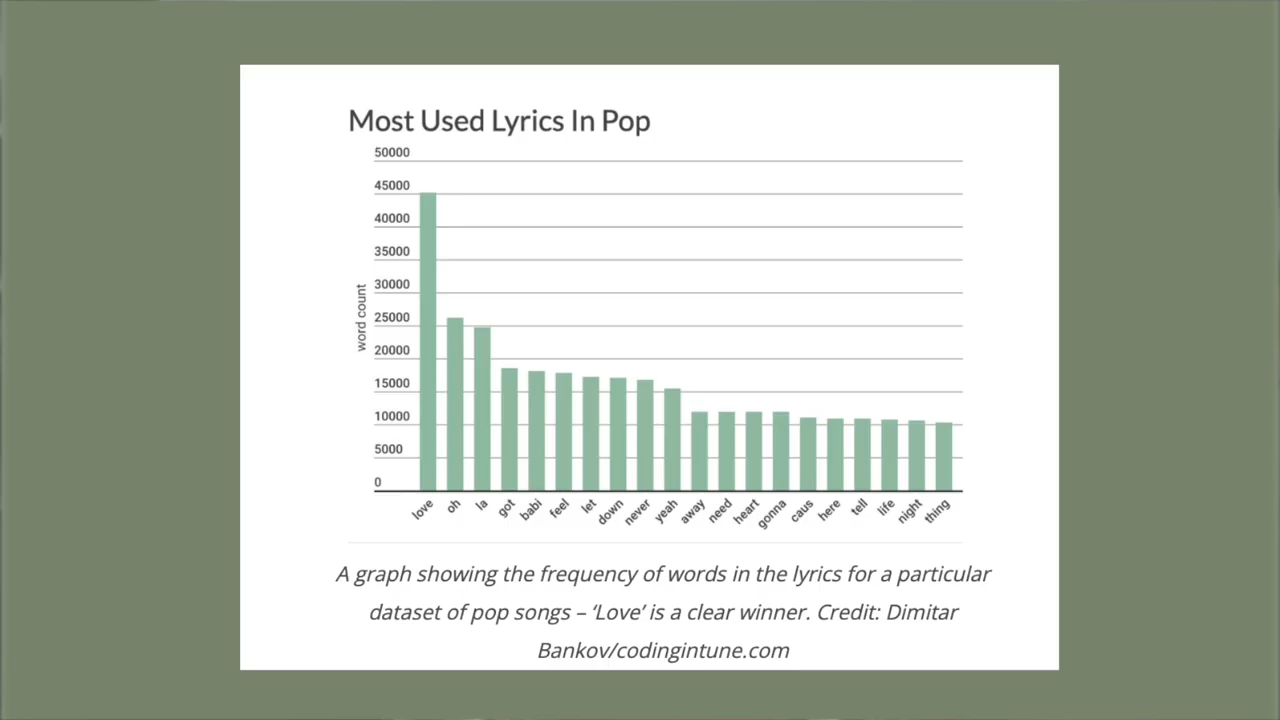 Most Used Lyrics In Pop
50000
45000
40000
35000
30000
25000
20000
15000
10000
5000
0
word count
love
oh
la
got
babi
feel
let
down
never
yeah
away
need
heart
gonna
caus
here
tell
life
night
thing
A graph showing the frequency of words in the lyrics for a particular
dataset of pop songs – ‘Love’ is a clear winner. Credit: Dimitar
Bankov/codingintune.com